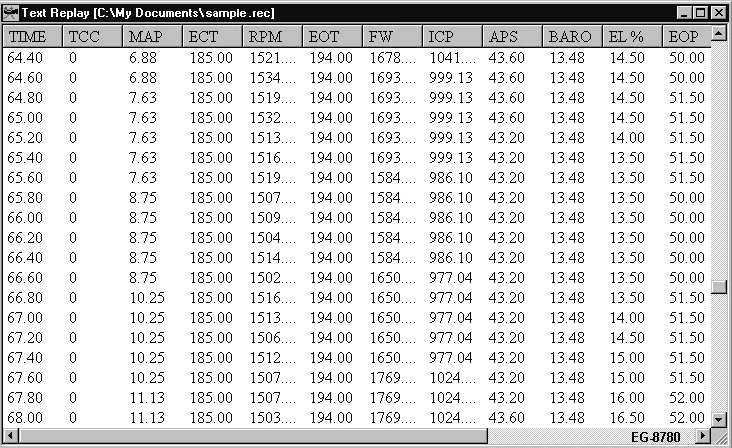 Text Replay [C:\My Documents\sample.rec]
TIME TCC MAP ECT RPM EOT FW ICP APS BARO EL % EOP
64.40 0 6.88 185.00 1521.... 194.00 1678.... 1041.... 43.60 13.48 14.50 50.00
64.60 0 6.88 185.00 1534.... 194.00 1693.... 999.13 43.60 13.48 14.50 50.00
64.80 0 7.63 185.00 1519.... 194.00 1693.... 999.13 43.60 13.48 14.50 51.50
65.00 0 7.63 185.00 1532.... 194.00 1693.... 999.13 43.60 13.48 14.50 51.50
65.20 0 7.63 185.00 1513.... 194.00 1693.... 999.13 43.20 13.48 14.00 51.50
65.40 0 7.63 185.00 1516.... 194.00 1693.... 999.13 43.20 13.48 13.50 51.50
65.60 0 7.63 185.00 1519.... 194.00 1584.... 986.10 43.20 13.48 13.50 51.50
65.80 0 8.75 185.00 1507.... 194.00 1584.... 986.10 43.20 13.48 13.50 50.00
66.00 0 8.75 185.00 1509.... 194.00 1584.... 986.10 43.20 13.48 13.50 50.00
66.20 0 8.75 185.00 1504.... 194.00 1584.... 986.10 43.20 13.48 13.50 50.00
66.40 0 8.75 185.00 1514.... 194.00 1584.... 986.10 43.20 13.48 13.50 50.00
66.60 0 8.75 185.00 1502.... 194.00 1650.... 977.04 43.20 13.48 13.50 50.00
66.80 0 10.25 185.00 1516.... 194.00 1650.... 977.04 43.20 13.48 13.50 51.50
67.00 0 10.25 185.00 1513.... 194.00 1650.... 977.04 43.20 13.48 14.00 51.50
67.20 0 10.25 185.00 1506.... 194.00 1650.... 977.04 43.20 13.48 14.50 51.50
67.40 0 10.25 185.00 1512.... 194.00 1650.... 977.04 43.20 13.48 15.00 51.50
67.60 0 10.25 185.00 1507.... 194.00 1769.... 1024.... 43.20 13.48 15.00 51.50
67.80 0 11.13 185.00 1507.... 194.00 1769.... 1024.... 43.20 13.48 16.00 52.00
68.00 0 11.13 185.00 1503.... 194.00 1769.... 1024.... 43.60 13.48 16.50 52.00
EG-8780